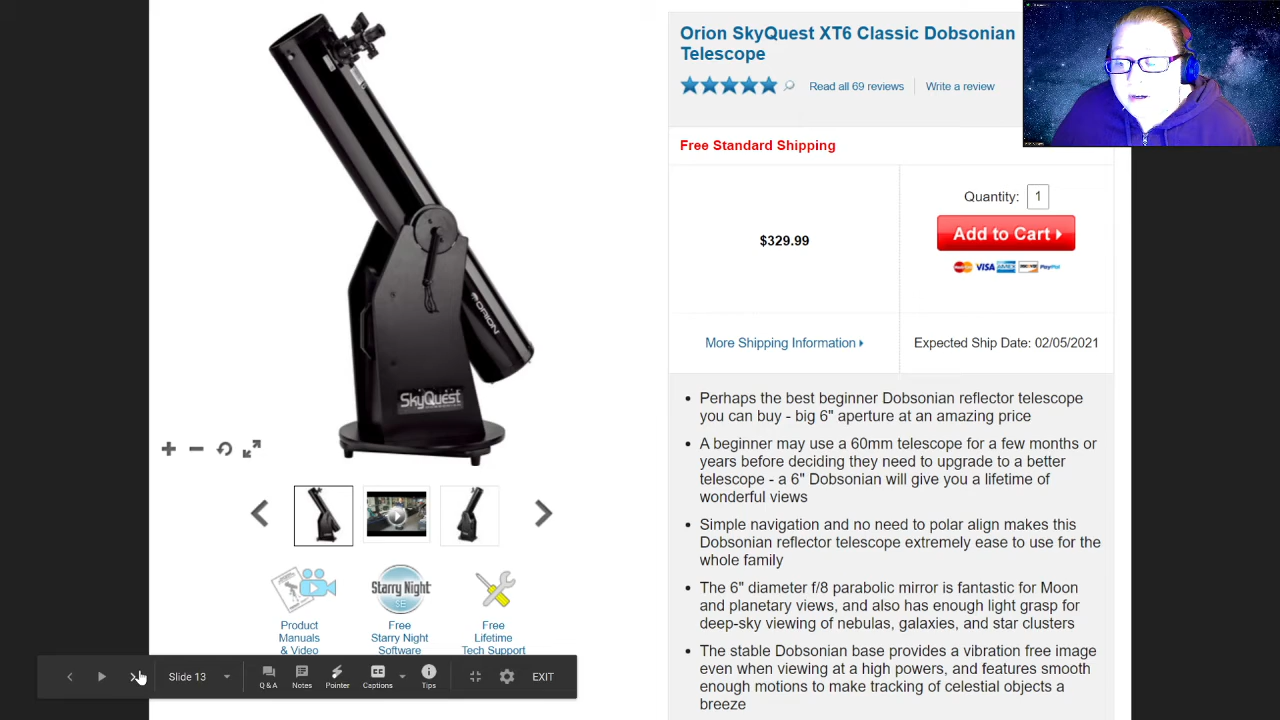 Orion SkyQuest XT6 Classic Dobsonian
Telescope
Read all 69 reviews
Write a review
Free Standard Shipping
Quantity: 1
$329.99
Add to Cart
VISA
AMEX
PayPal
More Shipping Information
Expected Ship Date: 02/05/2021
ORION
SkyQuest
• Perhaps the best beginner Dobsonian reflector telescope
you can buy - big 6" aperture at an amazing price
• A beginner may use a 60mm telescope for a few months or
years before deciding they need to upgrade to a better
telescope - a 6" Dobsonian will give you a lifetime of
wonderful views
• Simple navigation and no need to polar align makes this
Dobsonian reflector telescope extremely ease to use for the
whole family
• The 6" diameter f/8 parabolic mirror is fantastic for Moon
and planetary views, and also has enough light grasp for
deep-sky viewing of nebulas, galaxies, and star clusters
• The stable Dobsonian base provides a vibration free image
even when viewing at a high powers, and features smooth
enough motions to make tracking of celestial objects a
breeze
Starry Night
SE
Product
Manuals
& Video
Free
Starry Night
Software
Free
Lifetime
Tech Support
Slide 13
Q & A
Notes
Pointer
Captions
Tips
EXIT